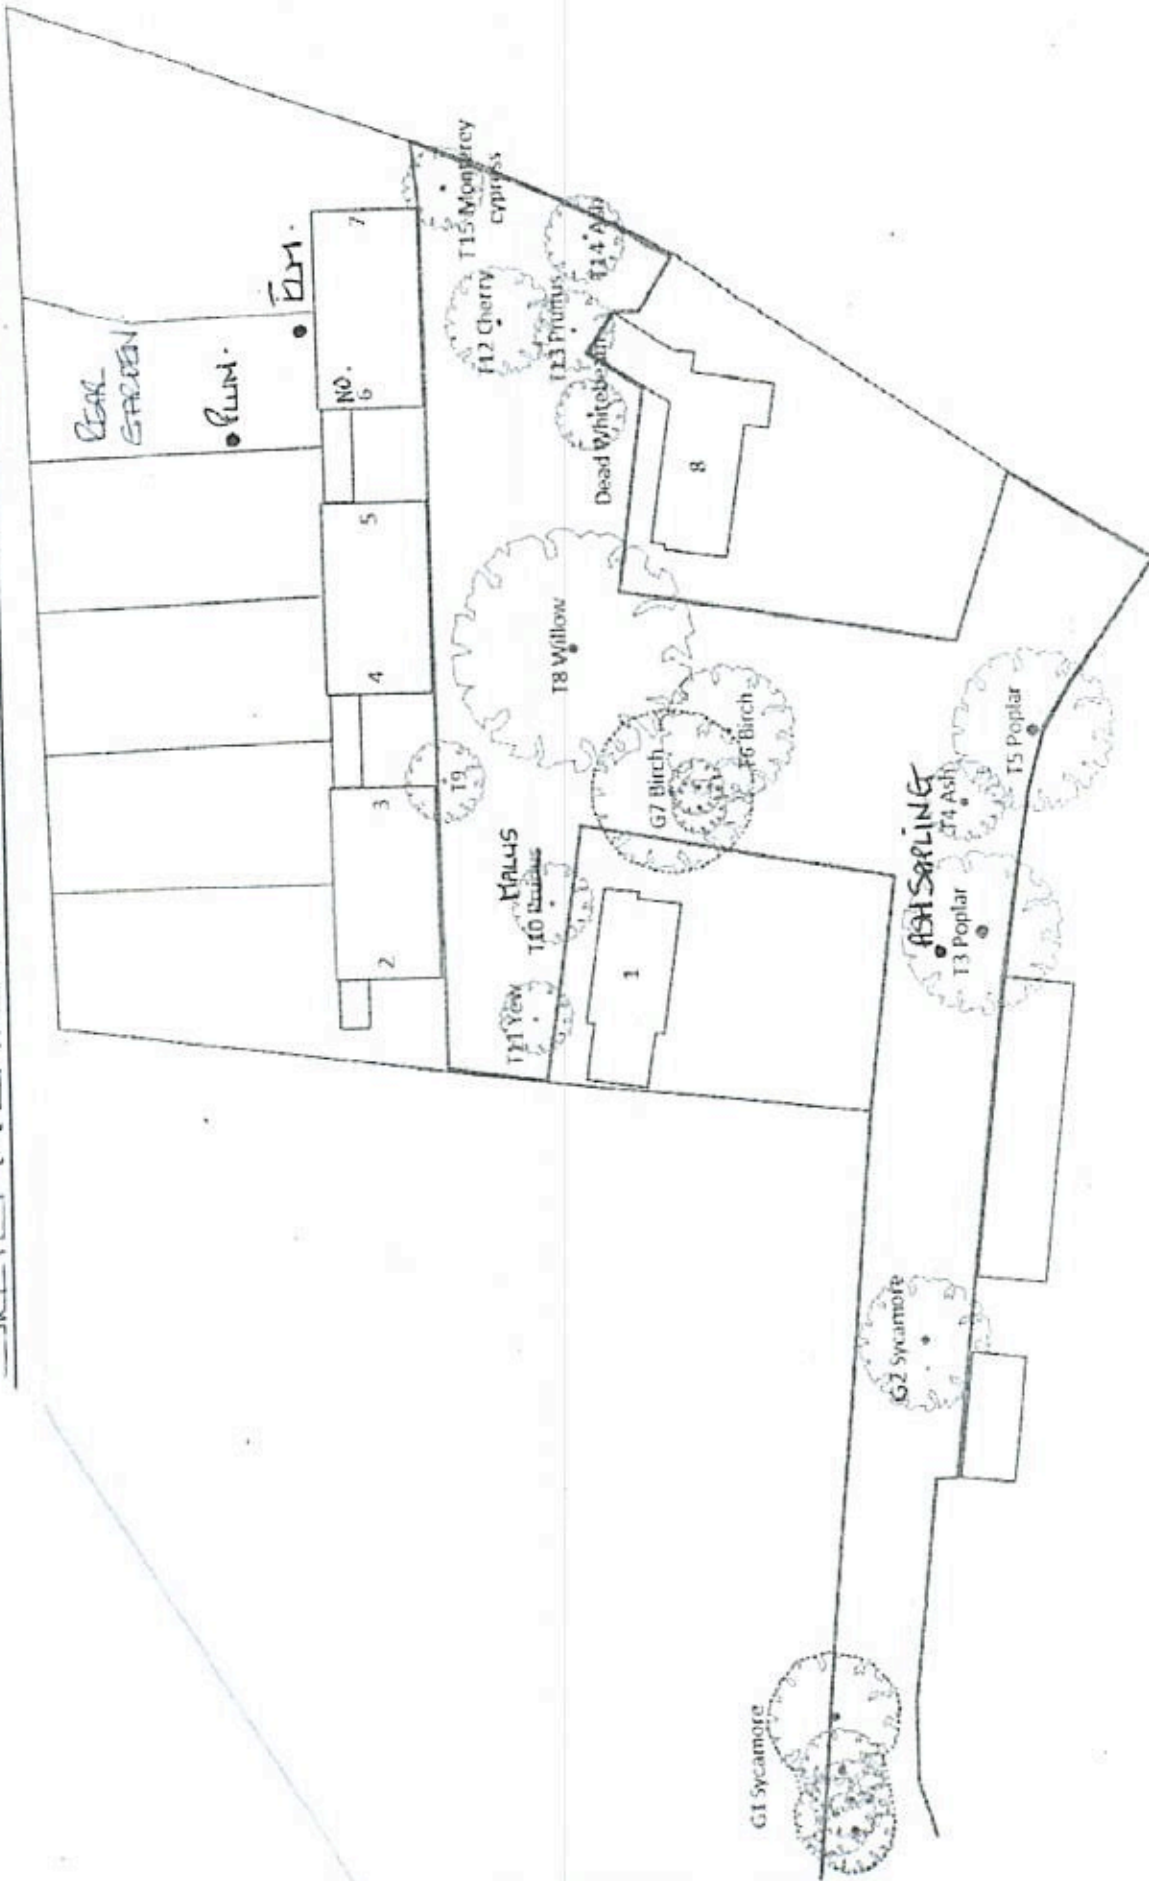 REAR
GARDEN
PLUM.
ELM.
NO.
6
7
5
4
3
2
T15 Monterey
cypress
T12 Cherry
T13 Prunus
T14 Ash
Dead Whitebeam
8
T8 Willow
T9
G7 Birch
T6 Birch
MALUS
T10 Prunus
T11 Yew
1
ASH SAPLING
T4 Ash
T5 Poplar
T3 Poplar
G2 Sycamore
G1 Sycamore